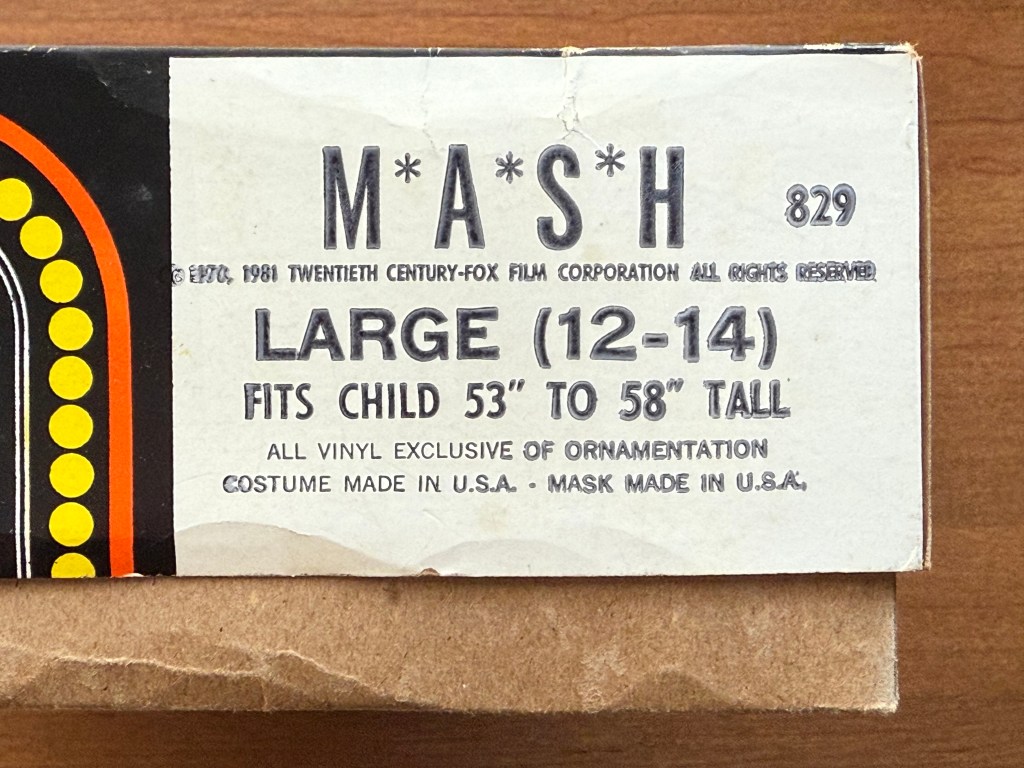 M*A*S*H 829
© 1970, 1981 TWENTIETH CENTURY-FOX FILM CORPORATION ALL RIGHTS RESERVED
LARGE (12-14)
FITS CHILD 53" TO 58" TALL
ALL VINYL EXCLUSIVE OF ORNAMENTATION
COSTUME MADE IN U.S.A. · MASK MADE IN U.S.A.